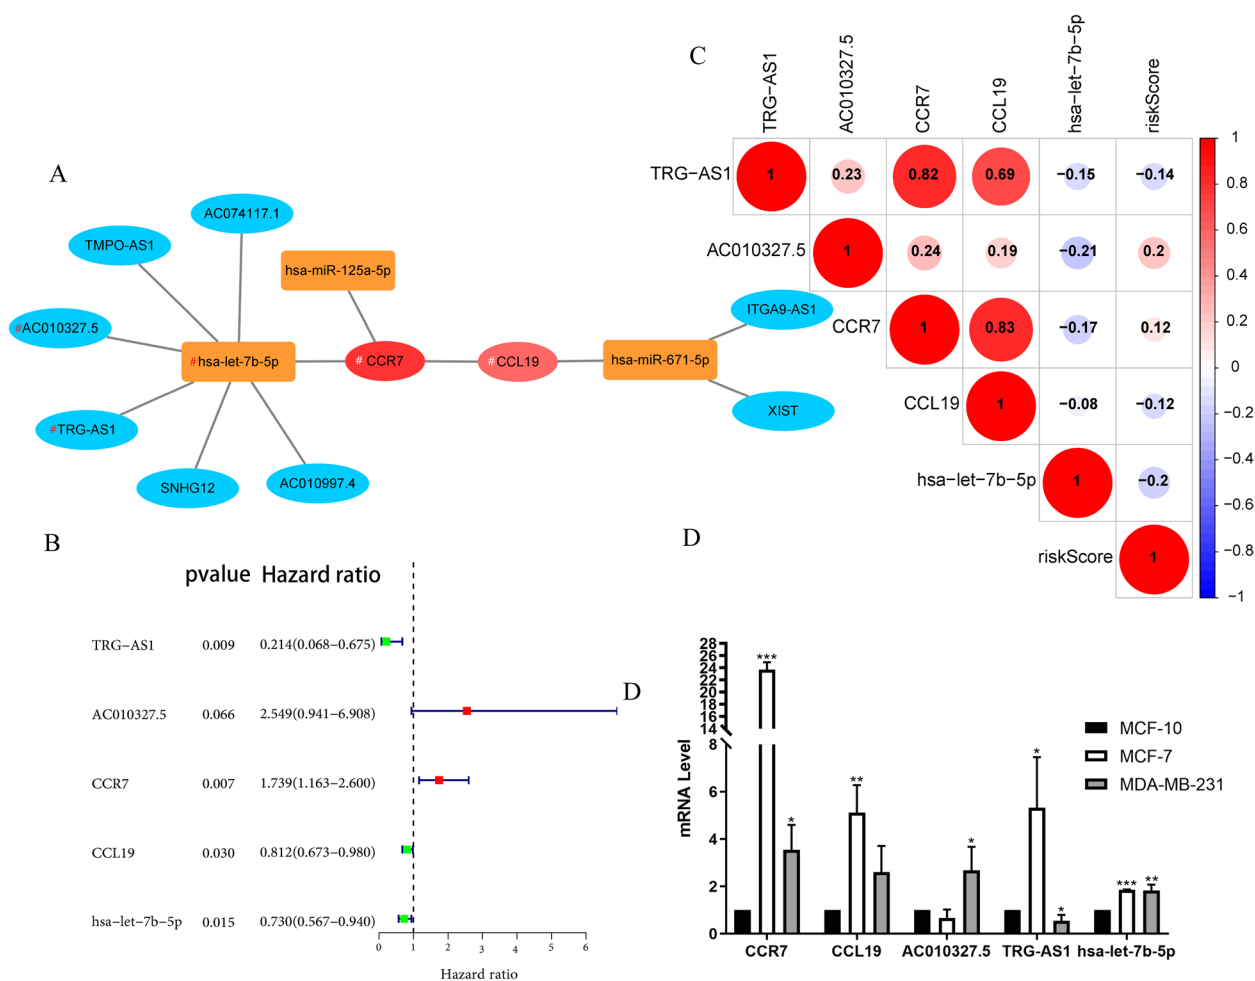 A
AC074117.1
TMPO-AS1
hsa-miR-125a-5p
#AC010327.5
ITGA9-AS1
#hsa-let-7b-5p
# CCR7
#CCL19
hsa-miR-671-5p
#TRG-AS1
XIST
SNHG12
AC010997.4
B
pvalue Hazard ratio
TRG−AS1 0.009 0.214(0.068−0.675)
AC010327.5 0.066 2.549(0.941−6.908)
CCR7 0.007 1.739(1.163−2.600)
CCL19 0.030 0.812(0.673−0.980)
hsa−let−7b−5p 0.015 0.730(0.567−0.940)
0 1 2 3 4 5 6
Hazard ratio
C
TRG−AS1 AC010327.5 CCR7 CCL19 hsa−let−7b−5p riskScore
TRG−AS1 1 0.23 0.82 0.69 −0.15 −0.14
AC010327.5 1 0.24 0.19 −0.21 0.2
CCR7 1 0.83 −0.17 0.12
CCL19 1 −0.08 −0.12
hsa−let−7b−5p 1 −0.2
riskScore 1
1
0.8
0.6
0.4
0.2
0
−0.2
−0.4
−0.6
−0.8
−1
D
D
mRNA Level
28
26
24
22
20
18
16
14
8
6
4
2
0
*** * ** * * * *** **
MCF-10
MCF-7
MDA-MB-231
CCR7 CCL19 AC010327.5 TRG-AS1 hsa-let-7b-5p